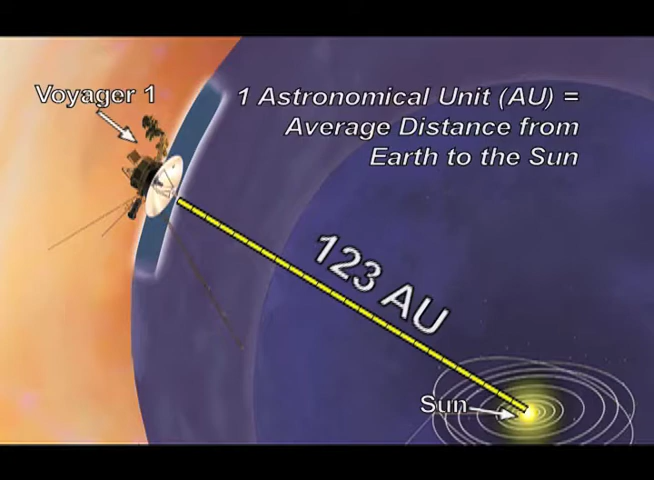 Voyager 1
1 Astronomical Unit (AU) =
Average Distance from
Earth to the Sun
123 AU
Sun